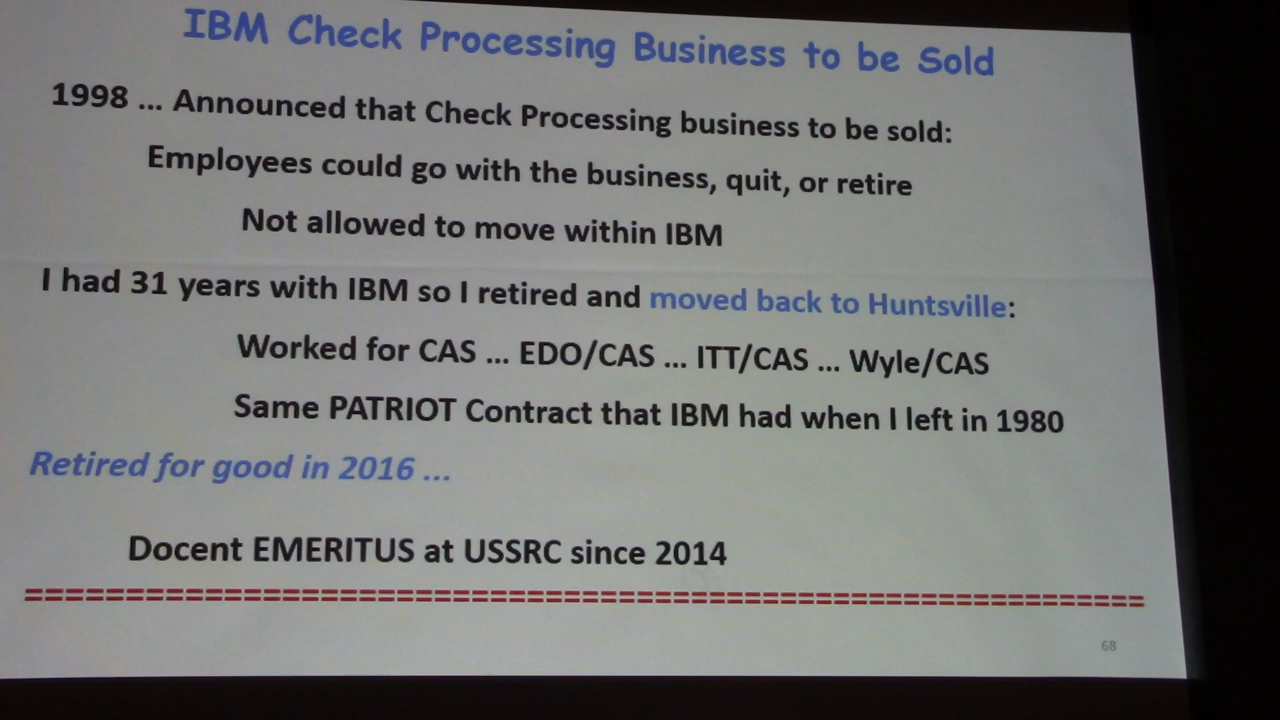 IBM Check Processing Business to be Sold
1998 ... Announced that Check Processing business to be sold:
Employees could go with the business, quit, or retire
Not allowed to move within IBM
I had 31 years with IBM so I retired and moved back to Huntsville:
Worked for CAS ... EDO/CAS ... ITT/CAS ... Wyle/CAS
Same PATRIOT Contract that IBM had when I left in 1980
Retired for good in 2016 ...
Docent EMERITUS at USSRC since 2014
68